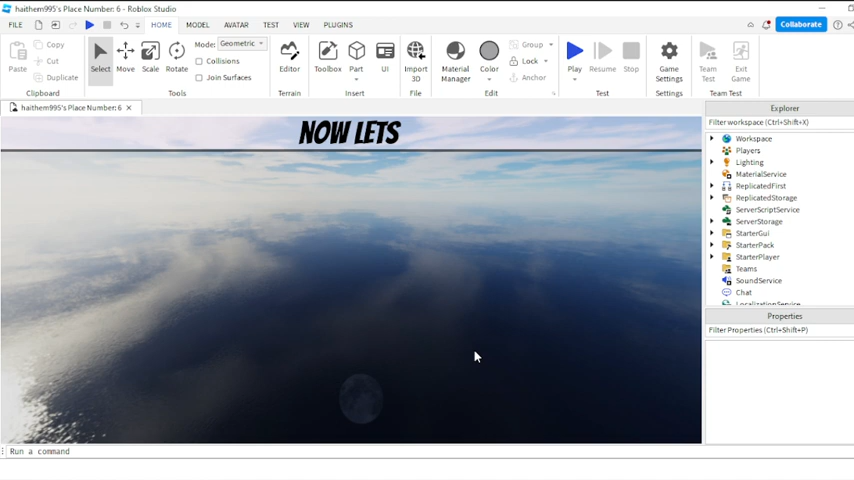 haithem995's Place Number: 6 - Roblox Studio
FILE HOME MODEL AVATAR TEST VIEW PLUGINS Collaborate
Paste Copy Cut Duplicate
Select Move Scale Rotate
Mode: Geometric
Collisions
Join Surfaces
Editor
Toolbox Part UI
Import 3D
Material Manager Color
Group
Lock
Anchor
Play Resume Stop
Game Settings
Team Test Exit Game
Clipboard Tools Terrain Insert File Edit Test Settings Team Test
haithem995's Place Number: 6
NOW LETS
Explorer
Filter workspace (Ctrl+Shift+X)
Workspace
Players
Lighting
MaterialService
ReplicatedFirst
ReplicatedStorage
ServerScriptService
ServerStorage
StarterGui
StarterPack
StarterPlayer
Teams
SoundService
Chat
LocalizationService
Properties
Filter Properties (Ctrl+Shift+P)
Run a command